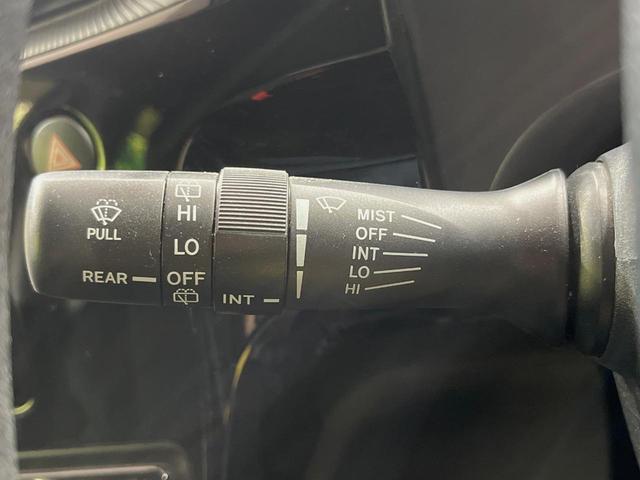 PULL
REAR
HI
LO
OFF
INT
MIST
OFF
INT
LO
HI